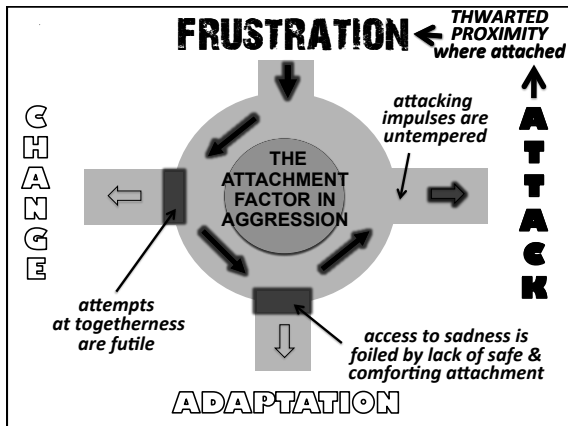 FRUSTRATION
THWARTED
PROXIMITY
where attached
attacking
impulses are
untempered
CHANGE
THE
ATTACHMENT
FACTOR IN
AGGRESSION
ATTACK
attempts
at togetherness
are futile
access to sadness is
foiled by lack of safe &
comforting attachment
ADAPTATION